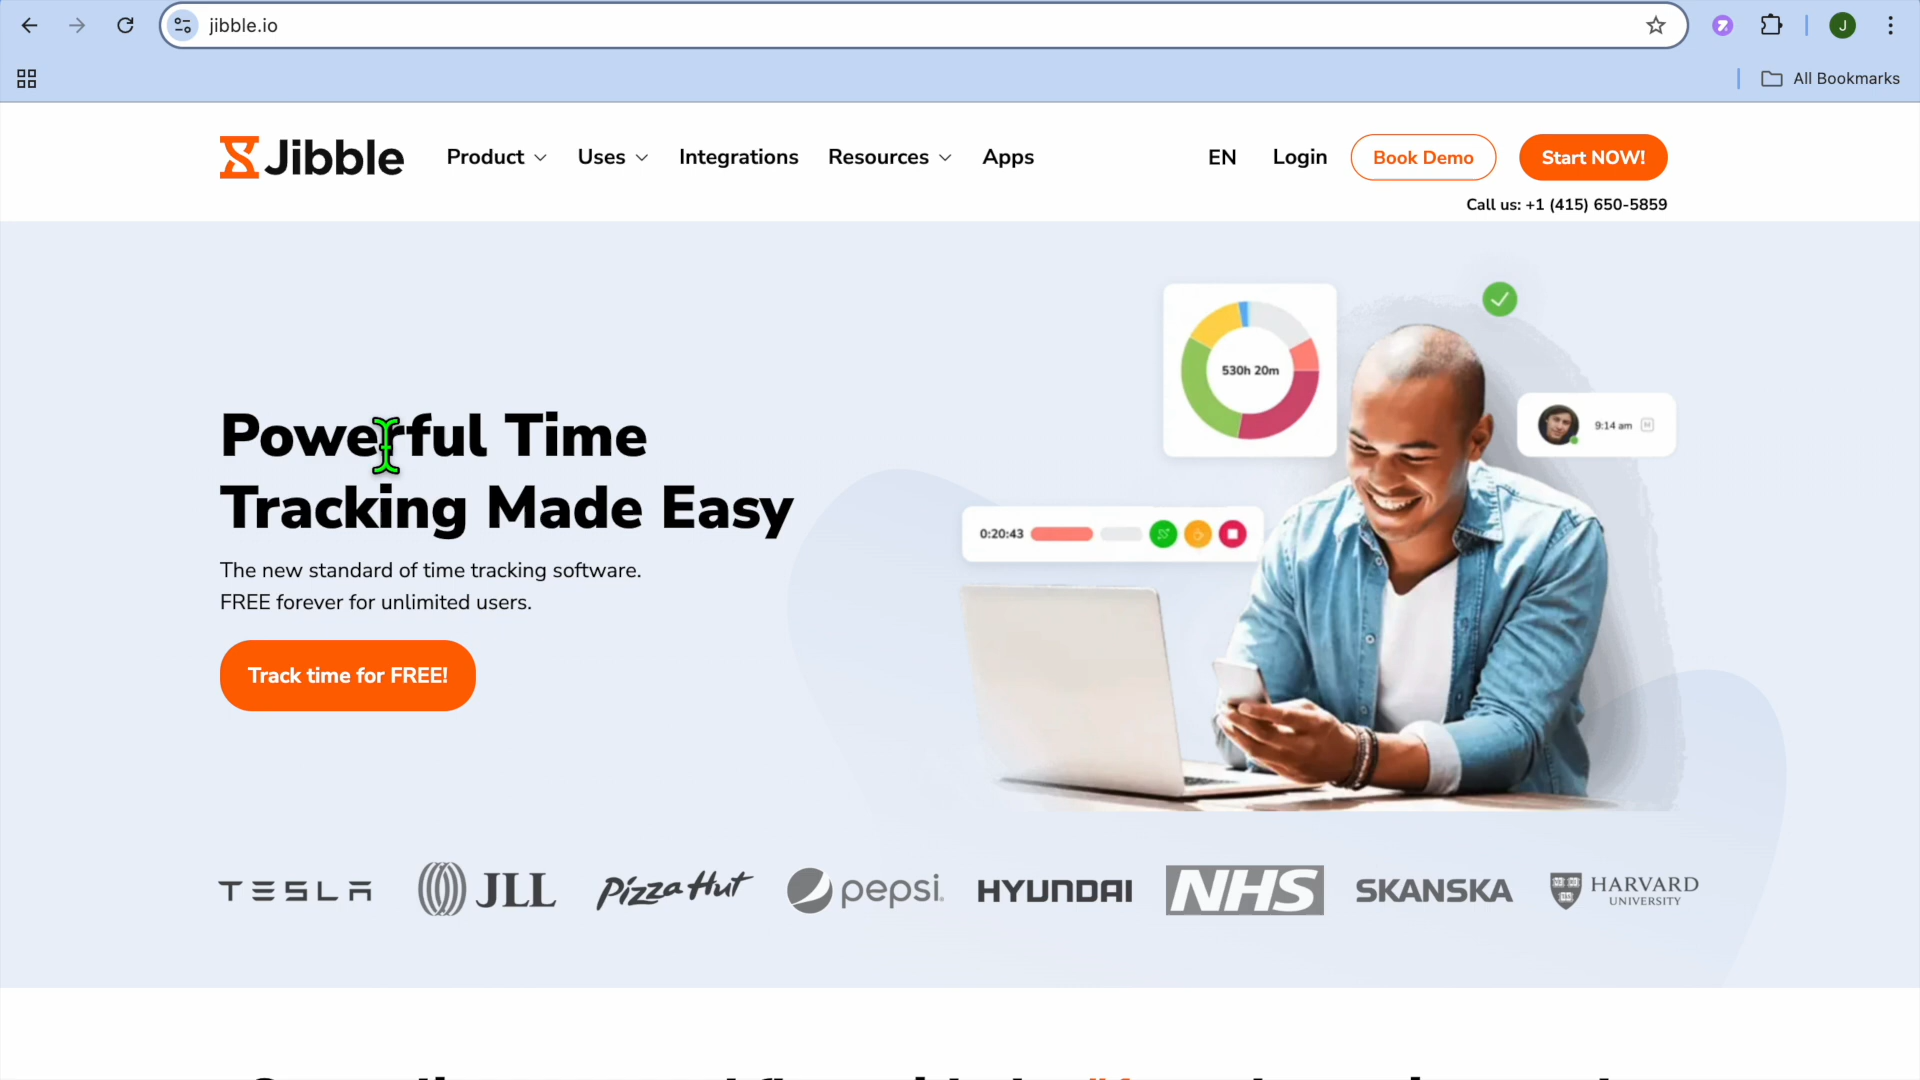 jibble.io
All Bookmarks
Jibble
Product
Uses
Integrations
Resources
Apps
EN
Login
Book Demo
Start NOW!
Call us: +1 (415) 650-5859
J
530h 20m
9:14 am
Powerful Time
Tracking Made Easy
0:20:43
The new standard of time tracking software.
FREE forever for unlimited users.
Track time for FREE!
TESLA
JLL
Pizza Hut
pepsi.
HYUNDAI
NHS
SKANSKA
HARVARD
UNIVERSITY